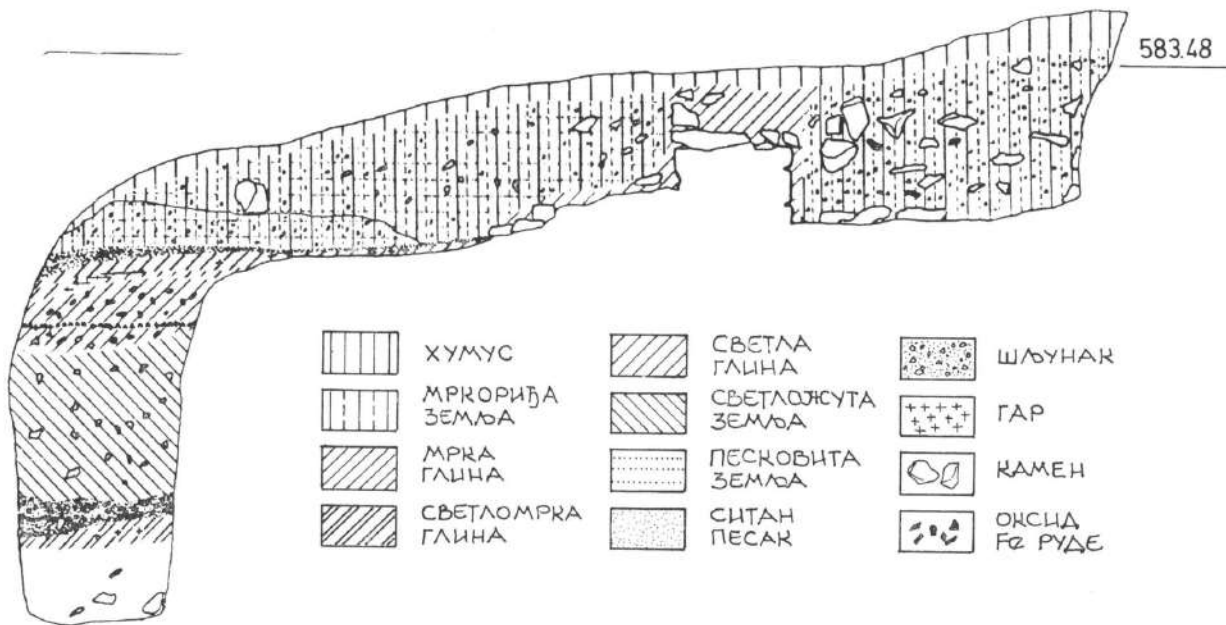 583.48
ХУМУС
МРКОРИЂА
ЗЕМЉА
МРКА
ГЛИНА
СВЕТЛОМРКА
ГЛИНА
СВЕТЛА
ГЛИНА
СВЕТЛОЖУТА
ЗЕМЉА
ПЕСКОВИТА
ЗЕМЉА
СИТАН
ПЕСАК
ШЉУНАК
ГАР
КАМЕН
ОКСИД
Fe РУДЕ